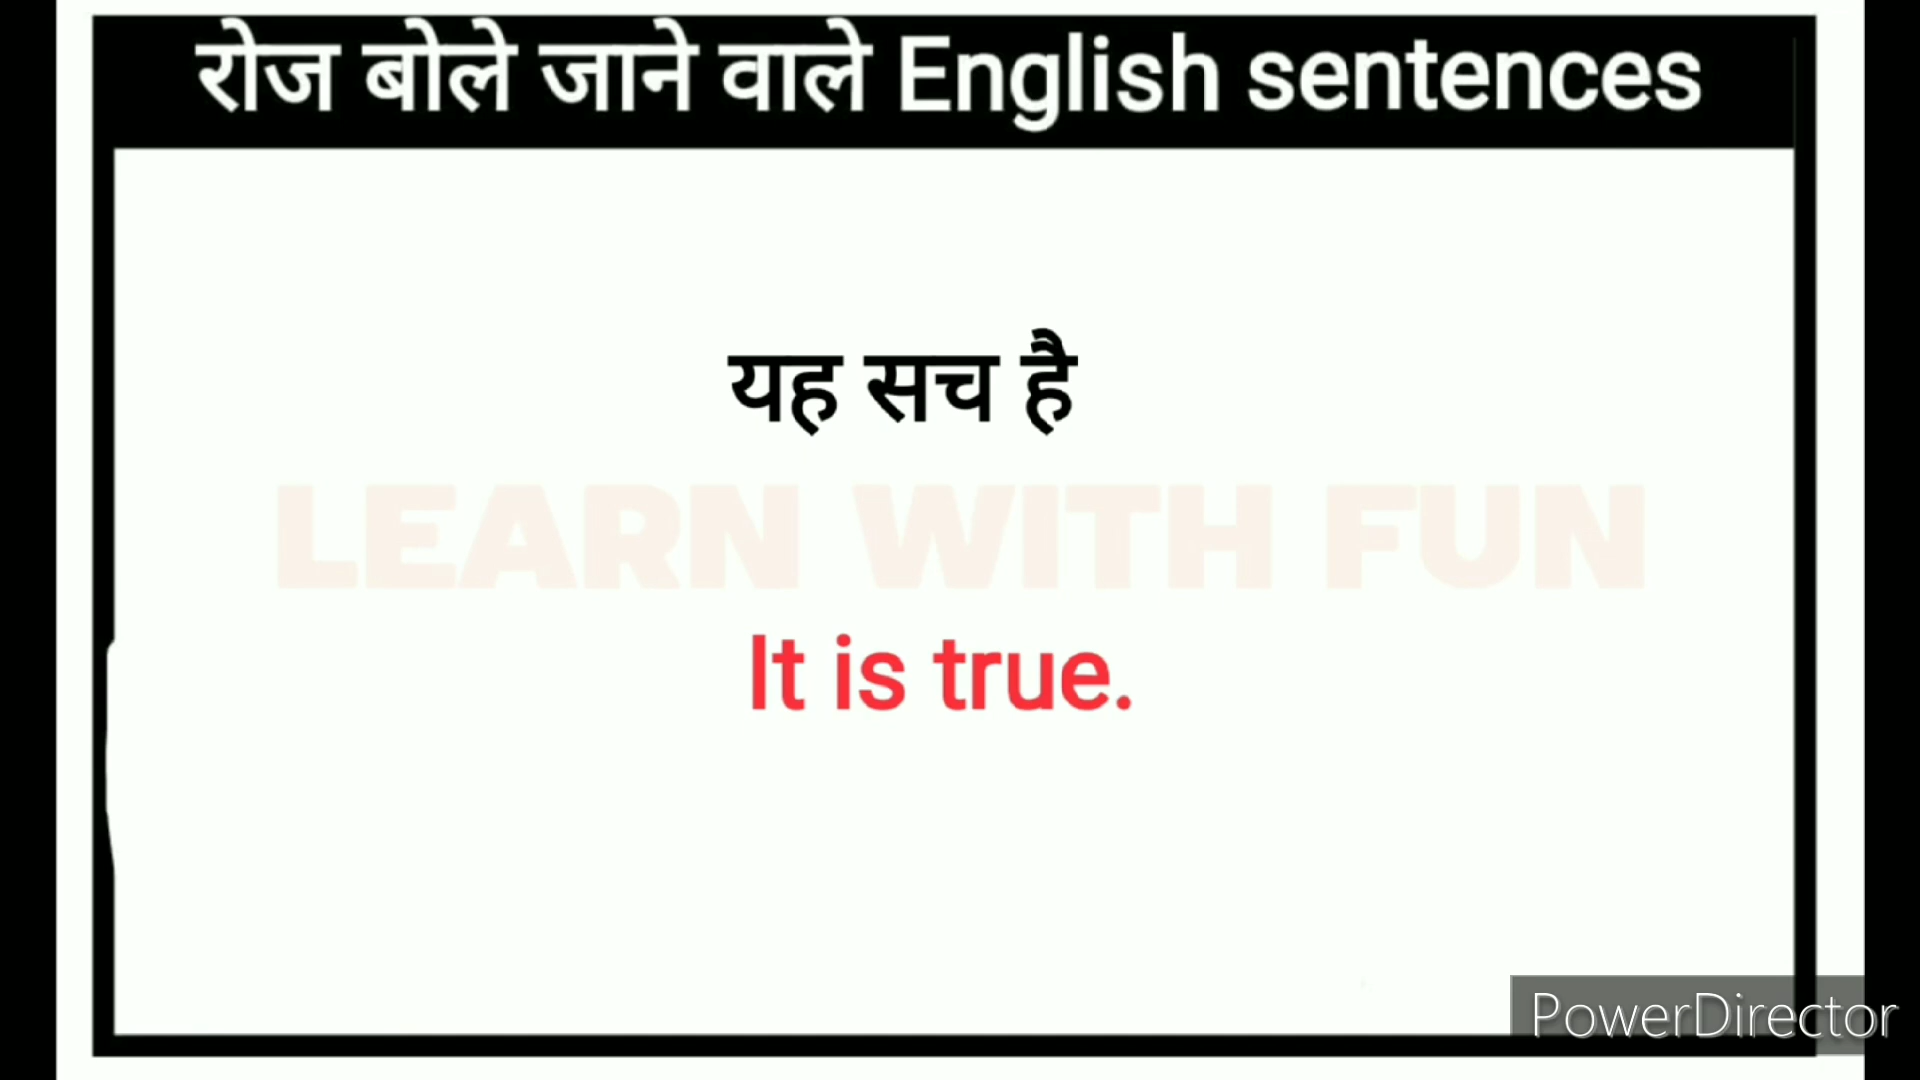 रोज बोले जाने वाले English sentences
यह सच है
LEARN WITH FUN
It is true.
PowerDirector